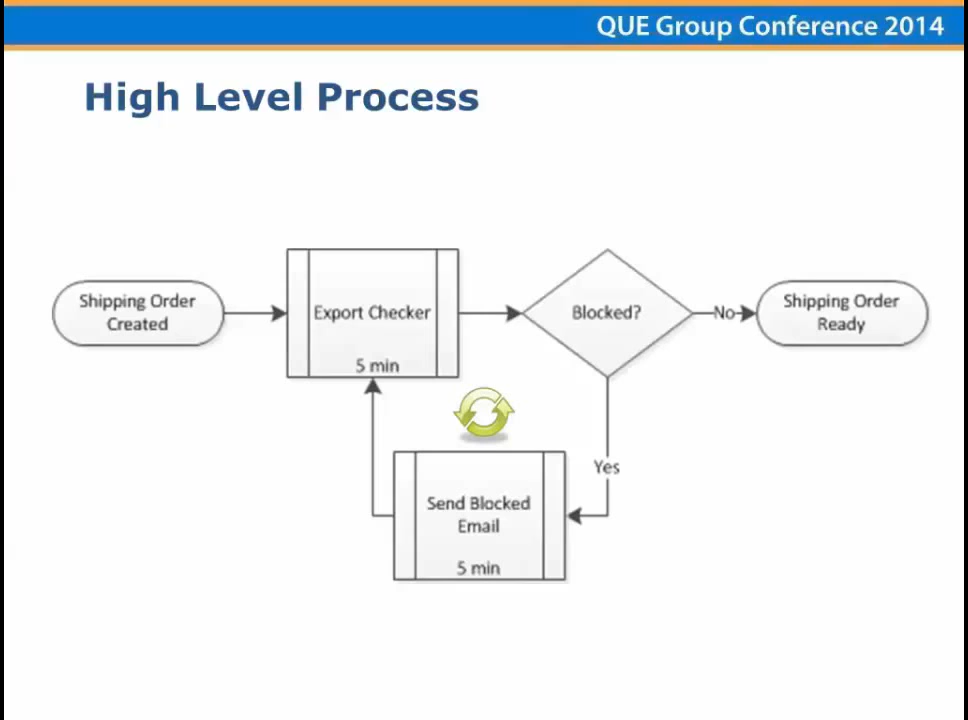 QUE Group Conference 2014
High Level Process
Shipping Order
Created
Export Checker
5 min
Blocked?
No
Shipping Order
Ready
Yes
Send Blocked
Email
5 min